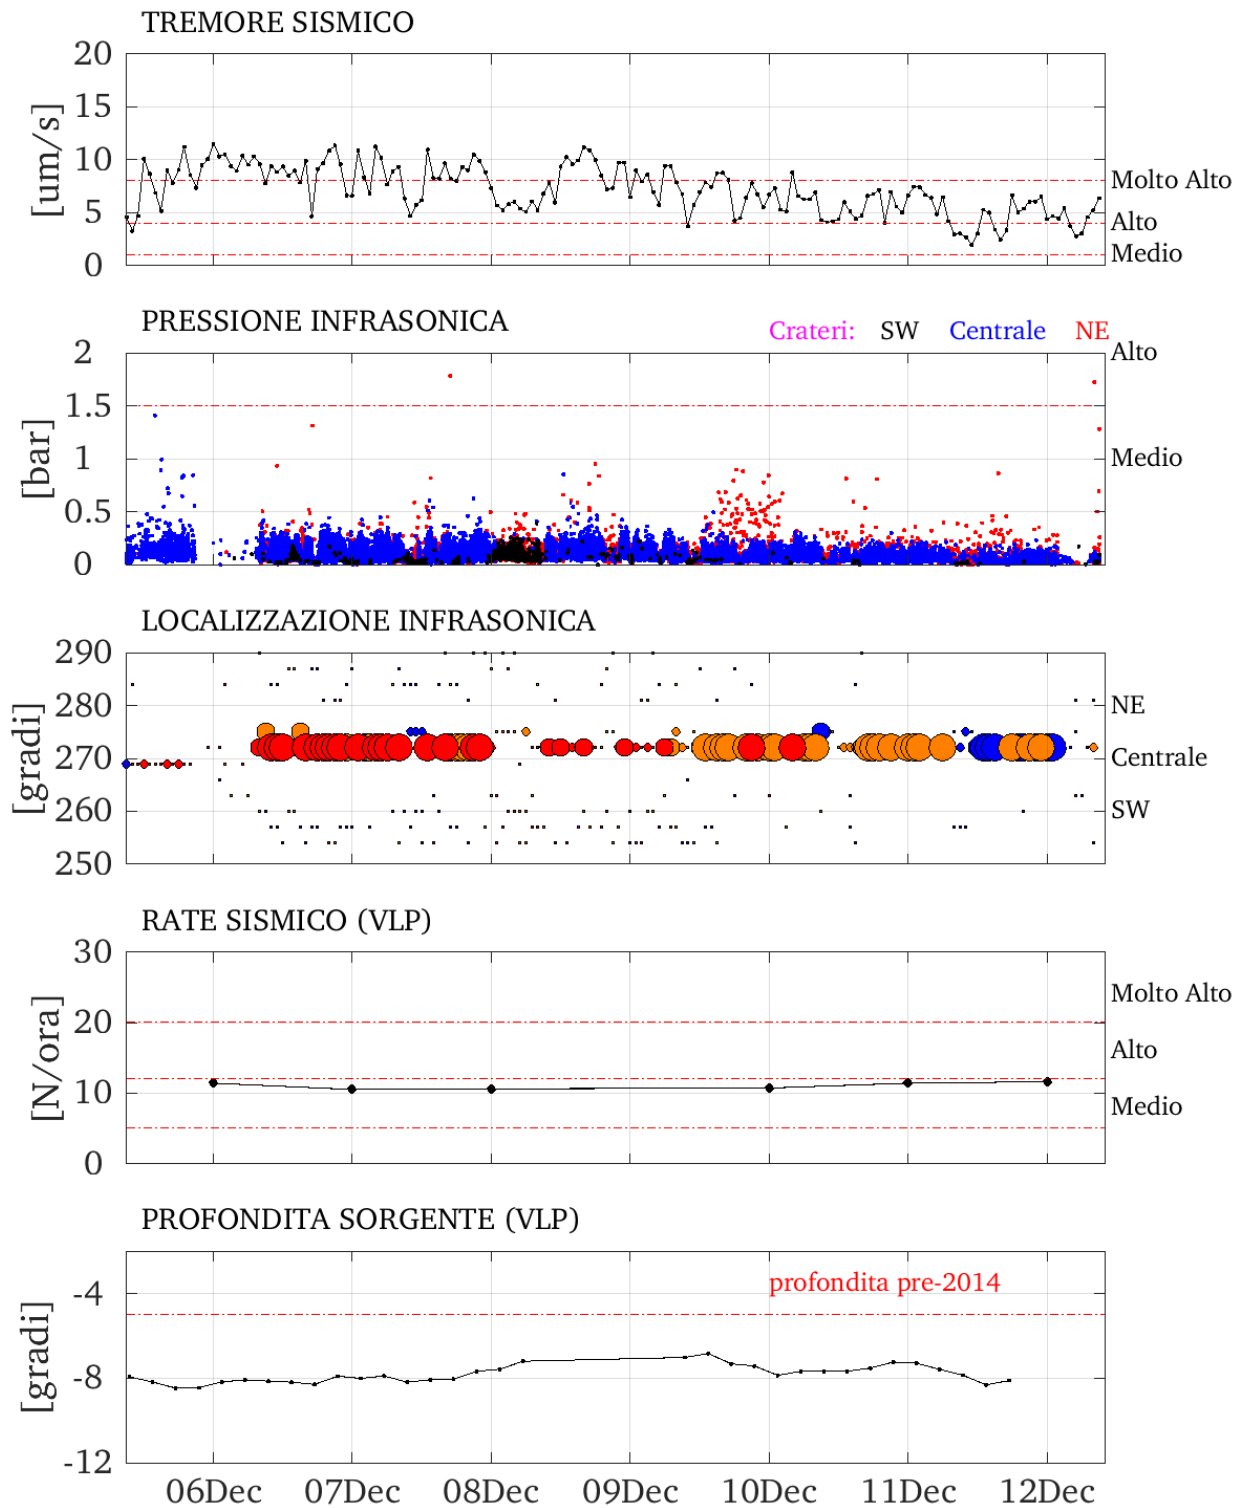 TREMORE SISMICO
20
15
10
5
0
[um/s]
Molto Alto
Alto
Medio
PRESSIONE INFRASONICA
Crateri: SW Centrale NE
2
1.5
1
0.5
0
[bar]
Alto
Medio
LOCALIZZAZIONE INFRASONICA
290
280
270
260
250
[gradi]
NE
Centrale
SW
RATE SISMICO (VLP)
30
20
10
0
[N/ora]
Molto Alto
Alto
Medio
PROFONDITA SORGENTE (VLP)
profondita pre-2014
-4
-8
-12
[gradi]
06Dec 07Dec 08Dec 09Dec 10Dec 11Dec 12Dec